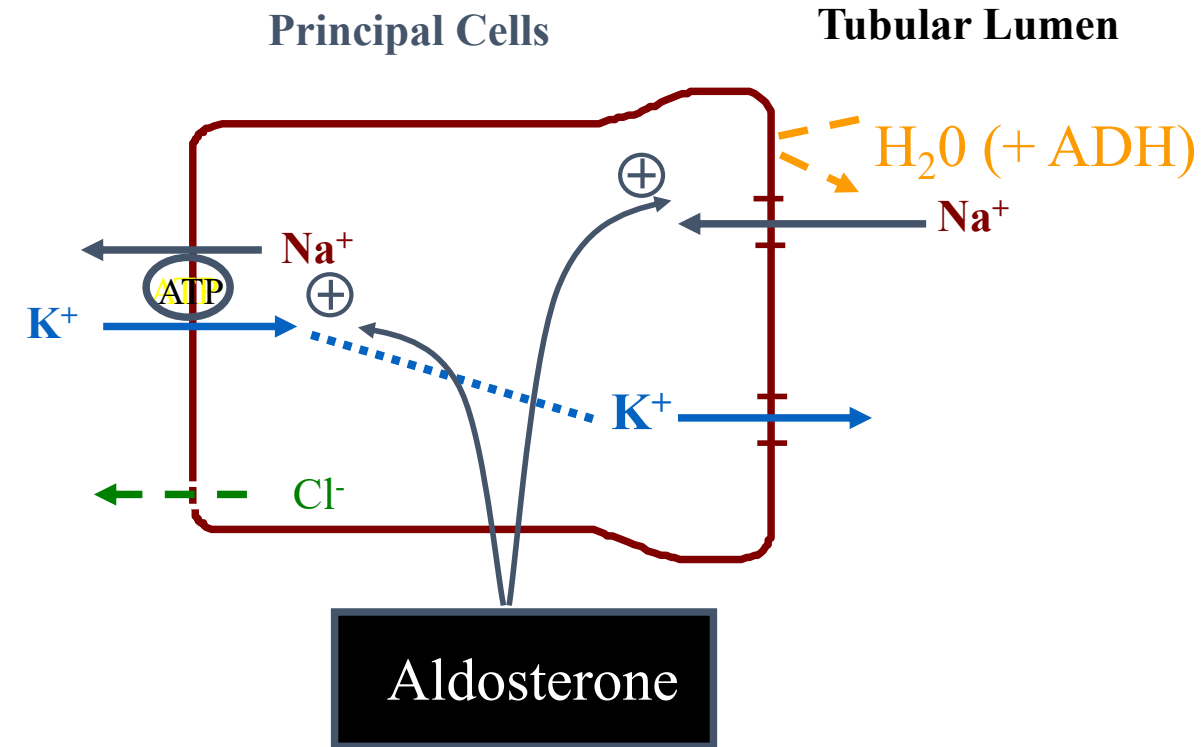 Principal Cells
Tubular Lumen
H₂0 (+ ADH)
Na⁺
Na⁺
ATP
K⁺
K⁺
Cl⁻
Aldosterone